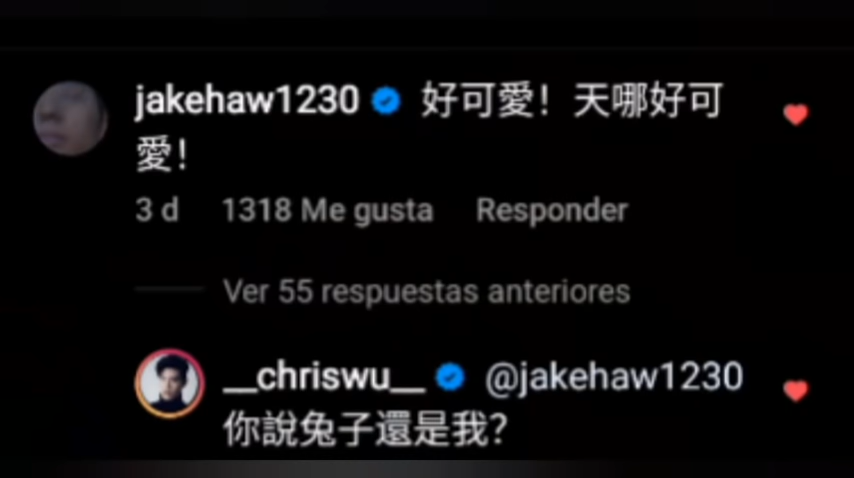 jakehaw1230 好可愛！天哪好可
愛！
3 d 1318 Me gusta Responder
Ver 55 respuestas anteriores
__chriswu__ @jakehaw1230
你說兔子還是我？